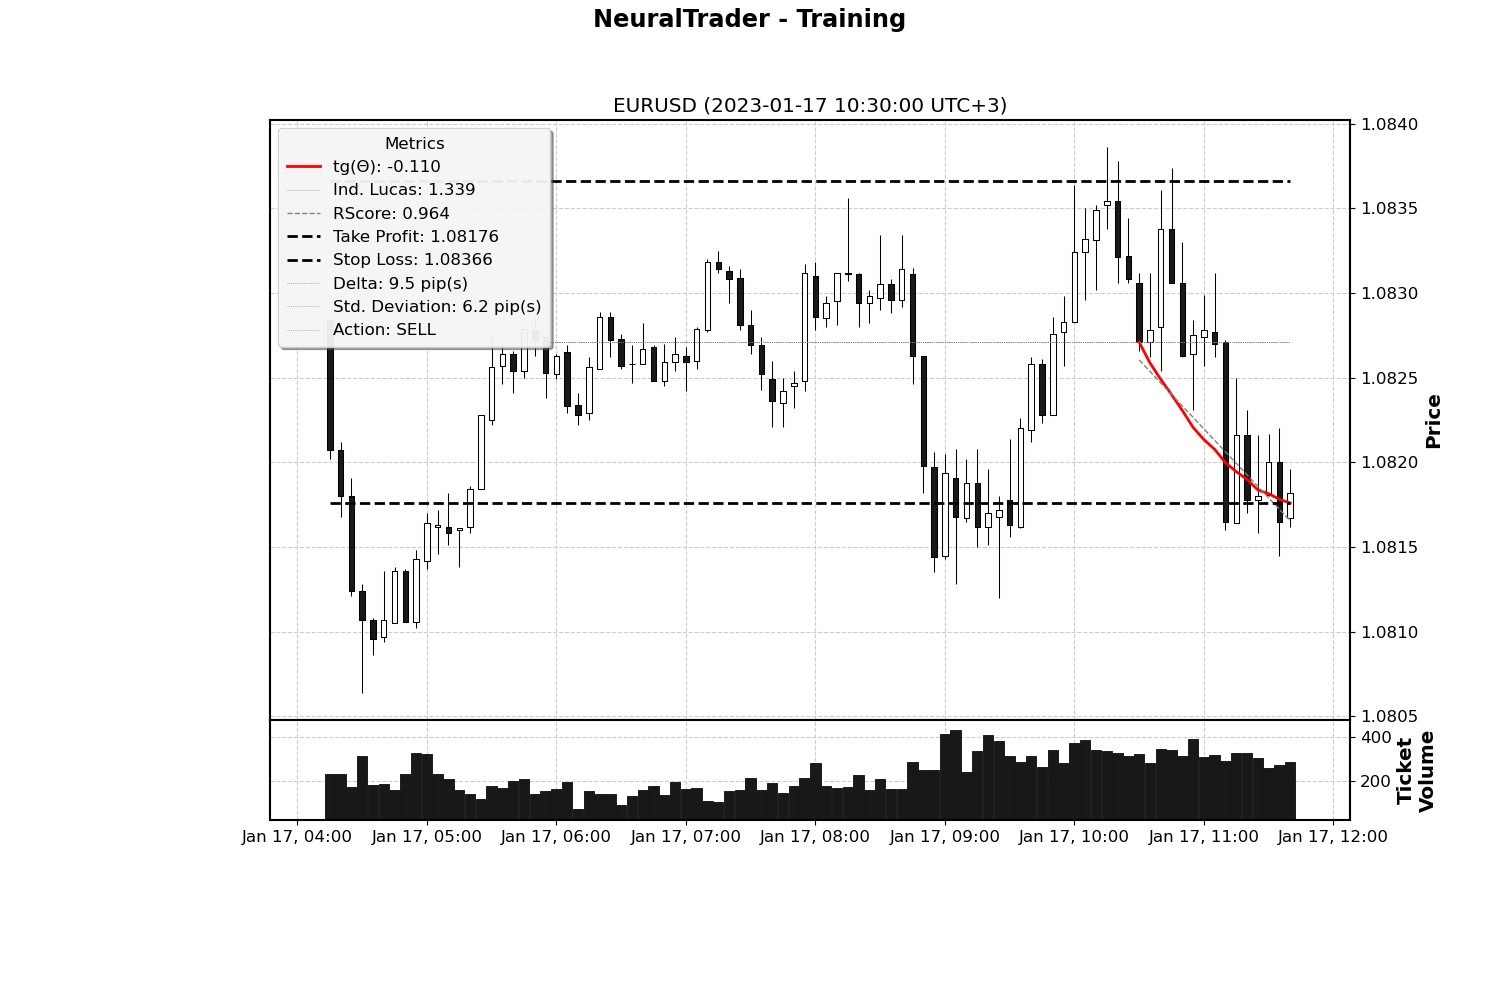 NeuralTrader - Training
EURUSD (2023-01-17 10:30:00 UTC+3)
Metrics
tg(Θ): -0.110
Ind. Lucas: 1.339
RScore: 0.964
Take Profit: 1.08176
Stop Loss: 1.08366
Delta: 9.5 pip(s)
Std. Deviation: 6.2 pip(s)
Action: SELL
1.0840
1.0835
1.0830
1.0825
1.0820
1.0815
1.0810
1.0805
Price
400
200
Ticket
Volume
Jan 17, 04:00 Jan 17, 05:00 Jan 17, 06:00 Jan 17, 07:00 Jan 17, 08:00 Jan 17, 09:00 Jan 17, 10:00 Jan 17, 11:00 Jan 17, 12:00